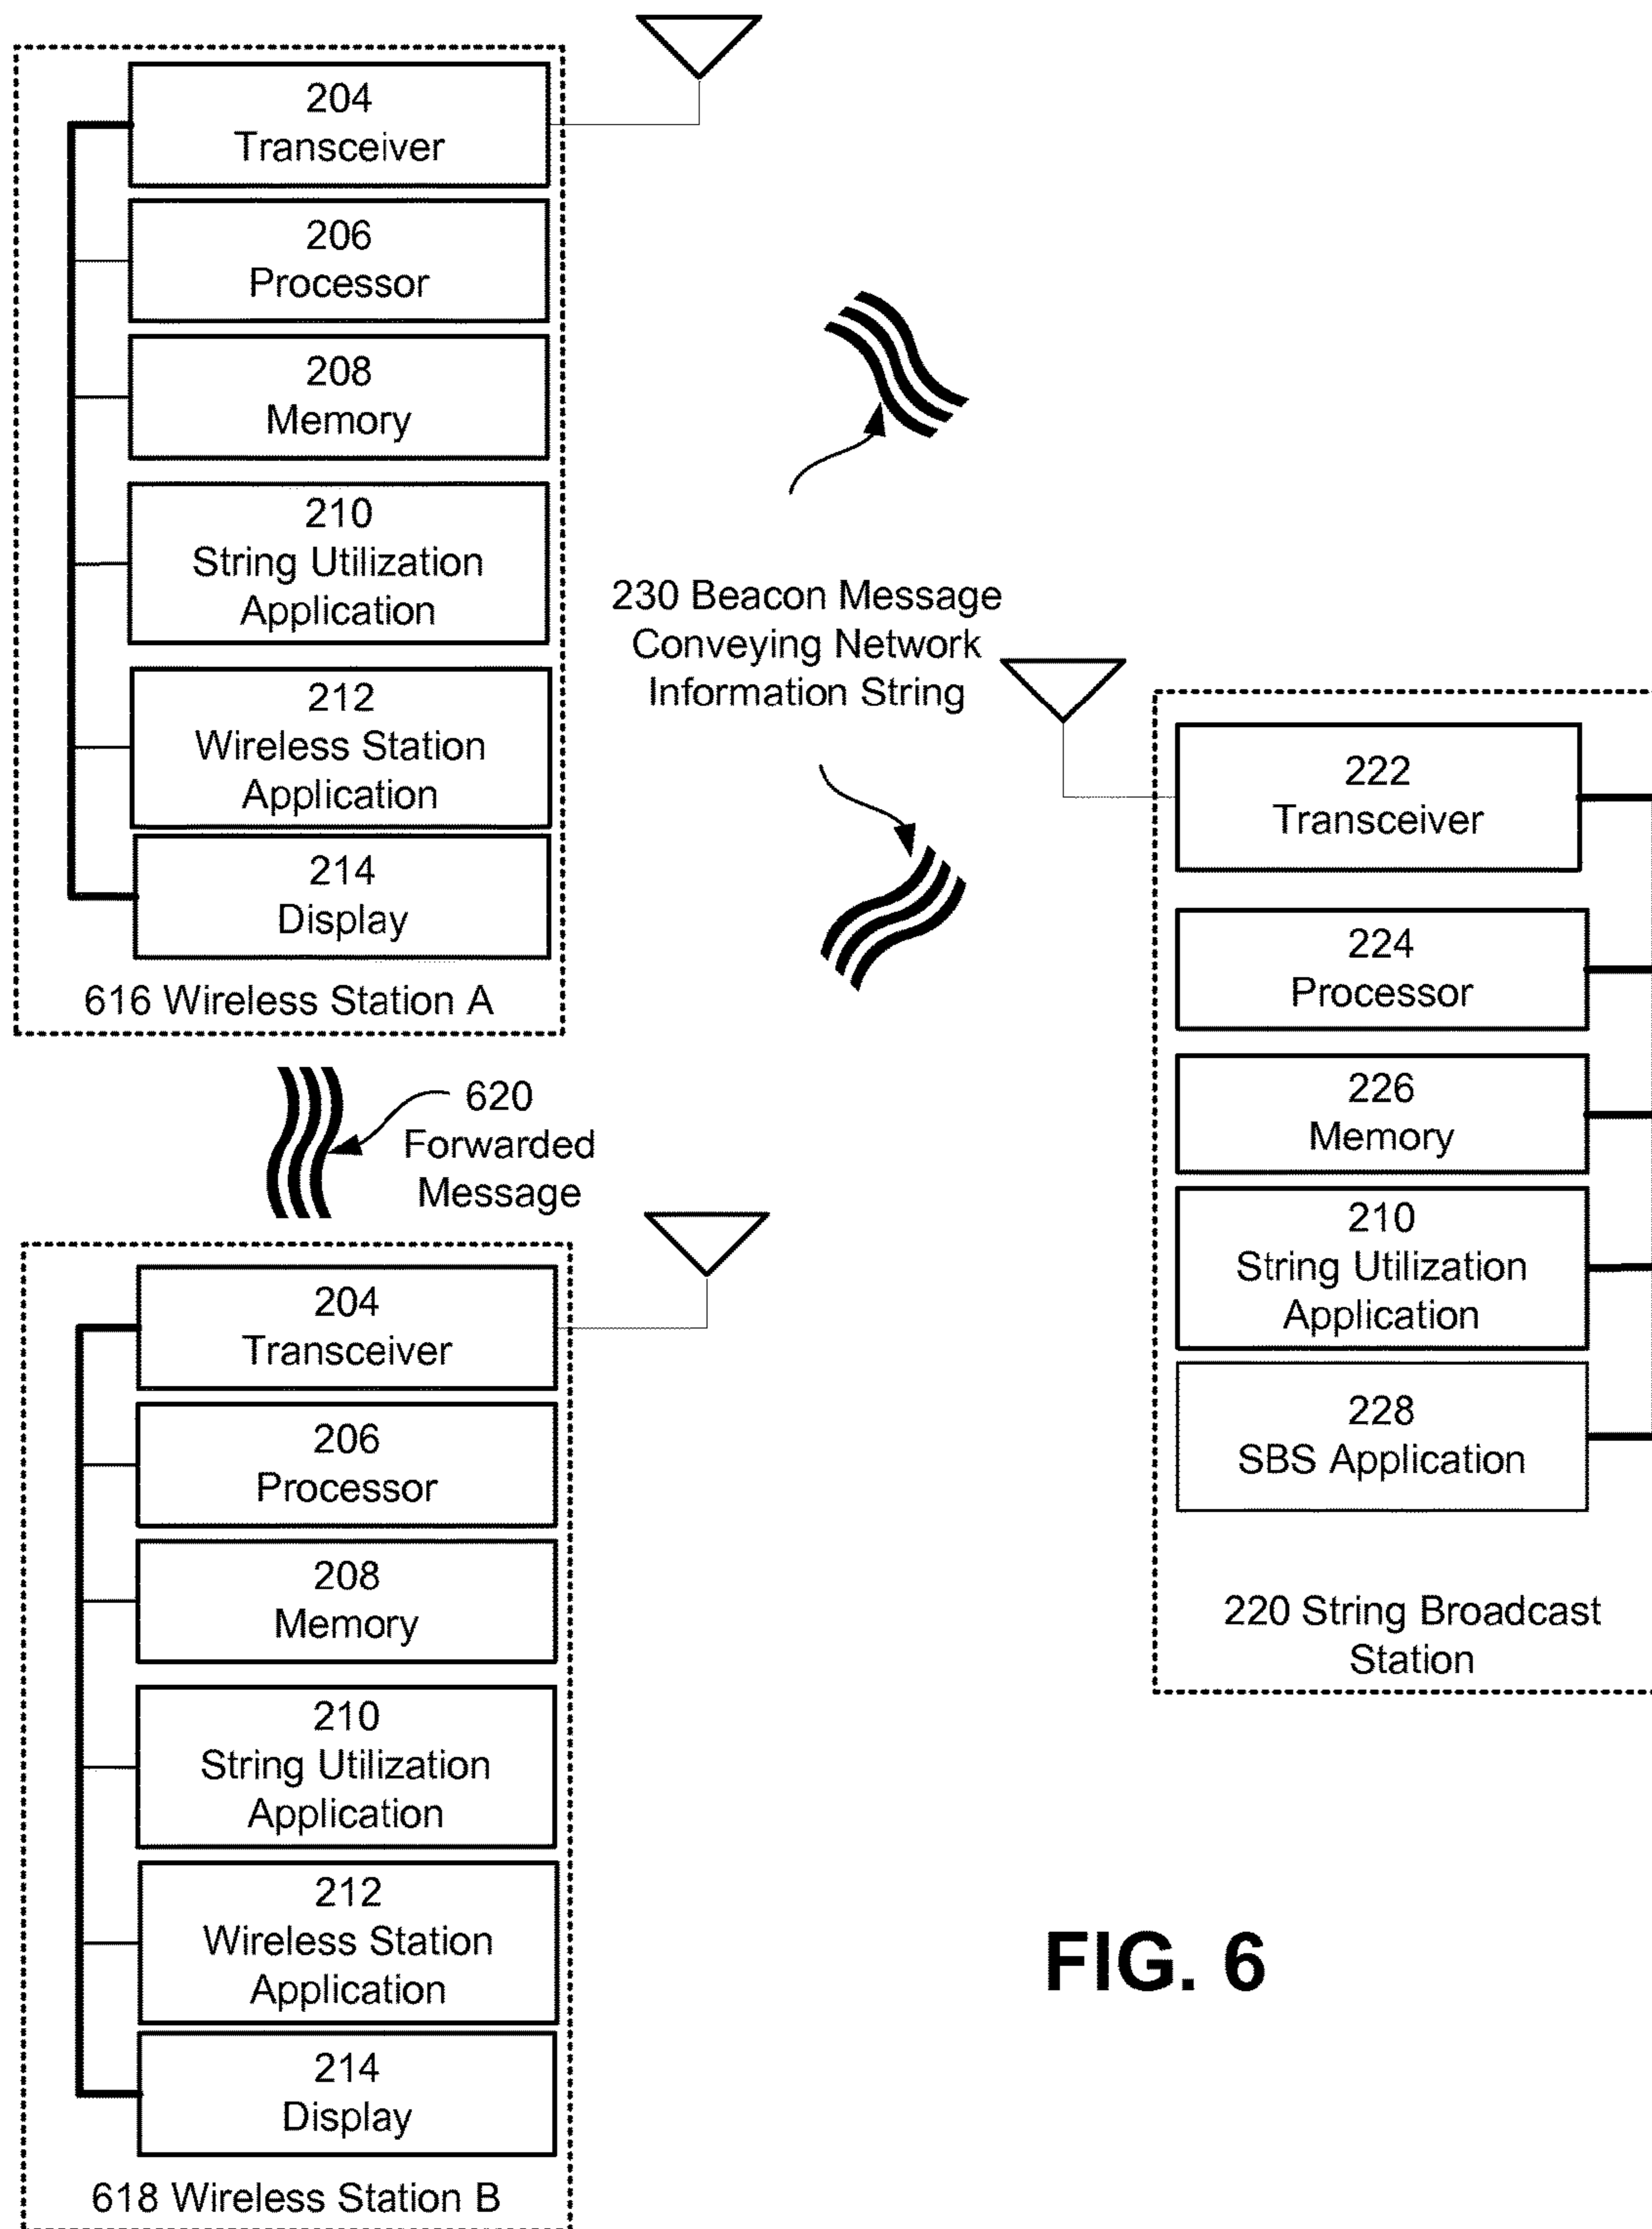 204
Transceiver
206
Processor
208
Memory
210
String Utilization
Application
212
Wireless Station
Application
214
Display
616 Wireless Station A
230 Beacon Message
Conveying Network
Information String
620
Forwarded
Message
204
Transceiver
206
Processor
208
Memory
210
String Utilization
Application
212
Wireless Station
Application
214
Display
618 Wireless Station B
222
Transceiver
224
Processor
226
Memory
210
String Utilization
Application
228
SBS Application
220 String Broadcast
Station
FIG. 6